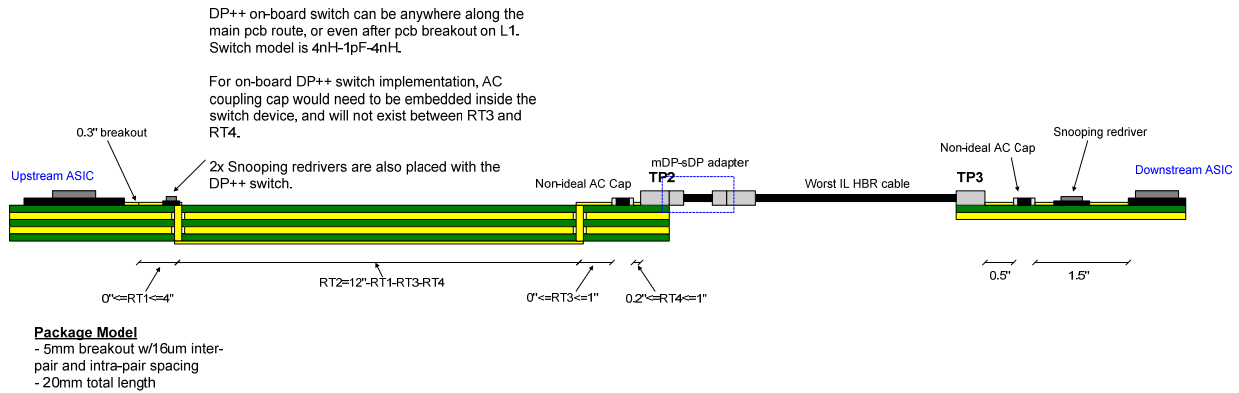 DP++ on-board switch can be anywhere along the
main pcb route, or even after pcb breakout on L1.
Switch model is 4nH-1pF-4nH.
For on-board DP++ switch implementation, AC
coupling cap would need to be embedded inside the
switch device, and will not exist between RT3 and
RT4.
2x Snooping redrivers are also placed with the
DP++ switch.
0.3" breakout
Upstream ASIC
Non-ideal AC Cap
mDP-sDP adapter
TP2
Worst IL HBR cable
TP3
Non-ideal AC Cap
Snooping redriver
Downstream ASIC
0"<=RT1<=4"
RT2=12"-RT1-RT3-RT4
0"<=RT3<=1"
0.2"<=RT4<=1"
0.5"
1.5"
Package Model
- 5mm breakout w/16um inter-
pair and intra-pair spacing
- 20mm total length